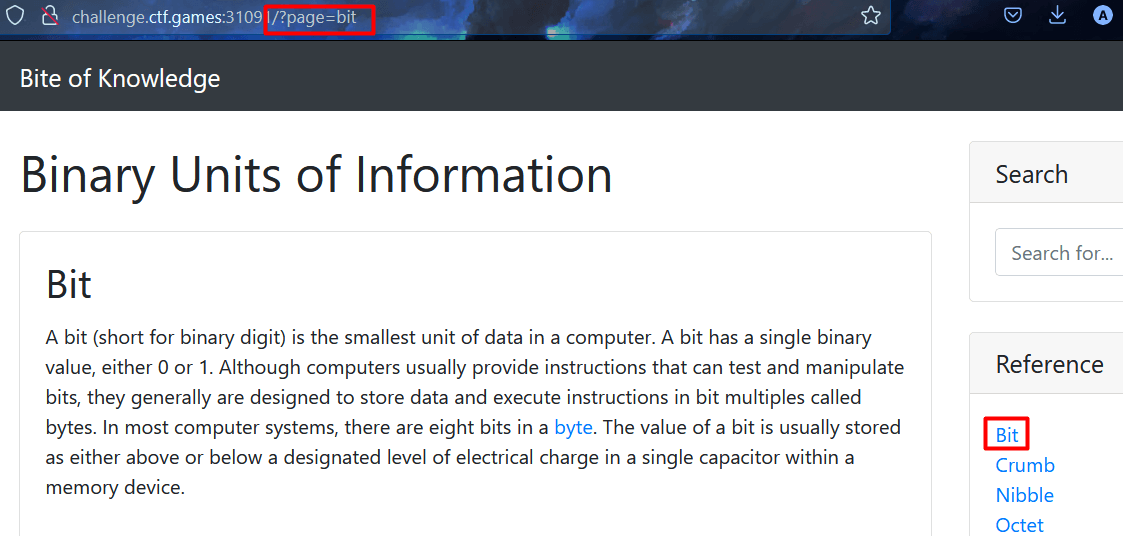 challenge.ctf.games:31091/?page=bit
A
Bite of Knowledge
Binary Units of Information
Search
Bit
Search for...
A bit (short for binary digit) is the smallest unit of data in a computer. A bit has a single binary
value, either 0 or 1. Although computers usually provide instructions that can test and manipulate
bits, they generally are designed to store data and execute instructions in bit multiples called
bytes. In most computer systems, there are eight bits in a byte. The value of a bit is usually stored
as either above or below a designated level of electrical charge in a single capacitor within a
memory device.
Reference
Bit
Crumb
Nibble
Octet